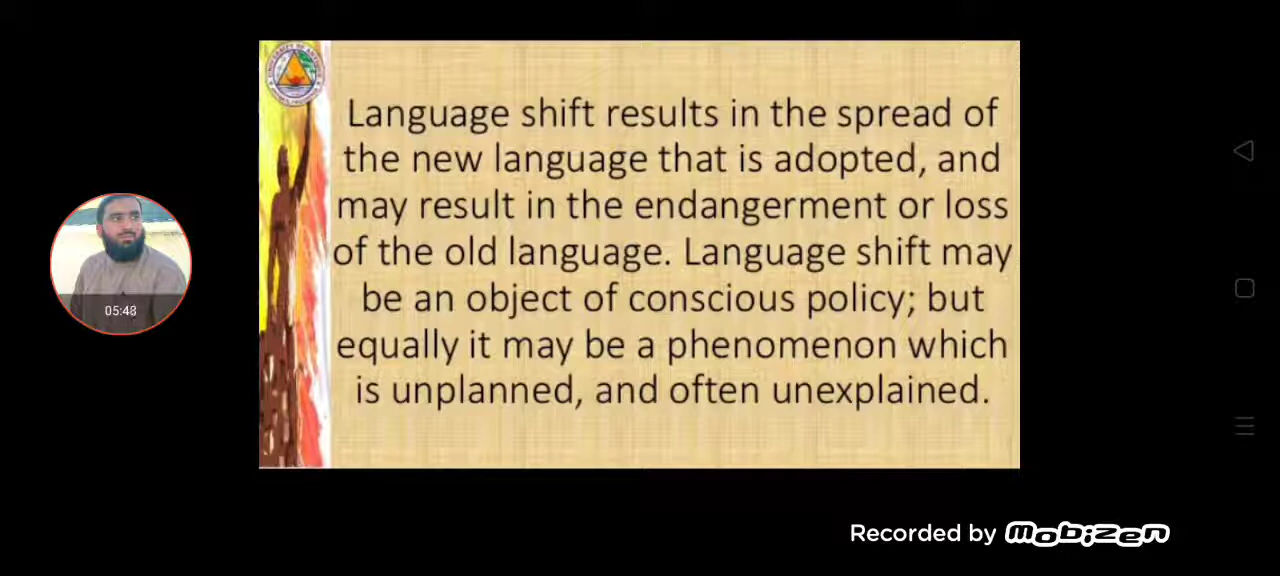 Language shift results in the spread of
the new language that is adopted, and
may result in the endangerment or loss
of the old language. Language shift may
be an object of conscious policy; but
equally it may be a phenomenon which
is unplanned, and often unexplained.
05:48
Recorded by mobizen